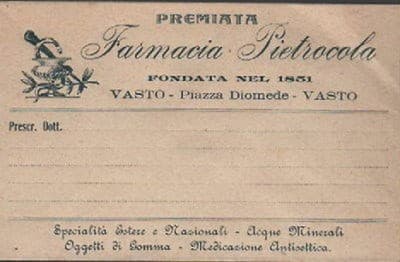 PREMIATA
Farmacia Pietrocola
FONDATA NEL 1851
VASTO - Piazza Diomede - VASTO
Prescr. Dott.
Specialità Estere e Nazionali - Acque Minerali
Oggetti di Gomma - Medicazione Antisettica.